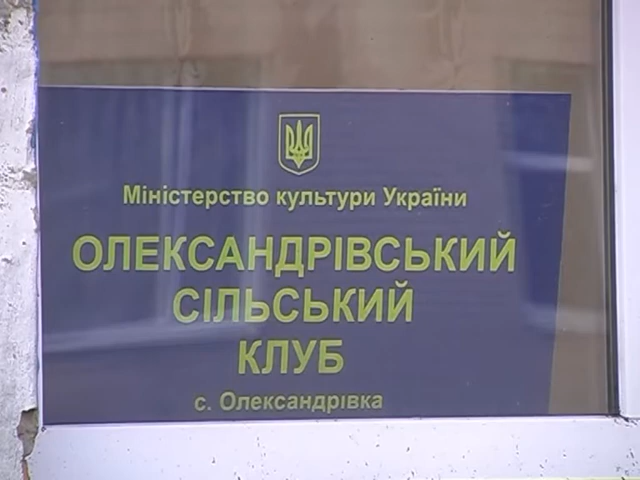 Міністерство культури України
ОЛЕКСАНДРІВСЬКИЙ
СІЛЬСЬКИЙ
КЛУБ
с. Олександрівка